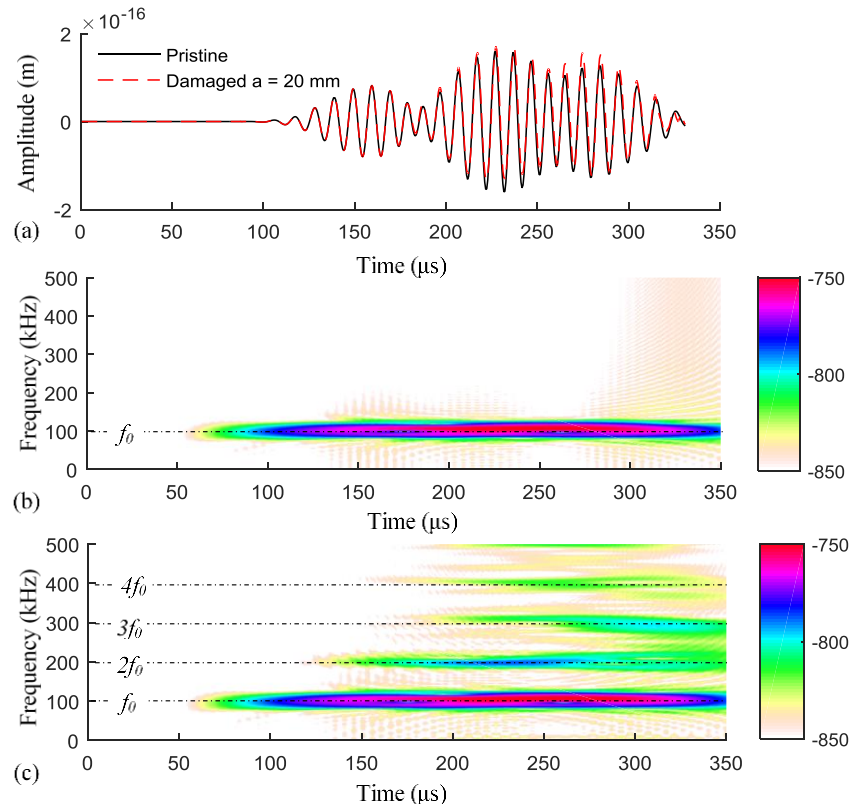 ×10⁻¹⁶
2
Pristine
Damaged a = 20 mm
0
-2
Amplitude (m)
0 50 100 150 200 250 300 350
(a)
Time (µs)
500
400
300
200
100
0
Frequency (kHz)
f₀
-750
-800
-850
0 50 100 150 200 250 300 350
(b)
Time (µs)
500
400
300
200
100
0
Frequency (kHz)
4f₀
3f₀
2f₀
f₀
-750
-800
-850
0 50 100 150 200 250 300 350
(c)
Time (µs)